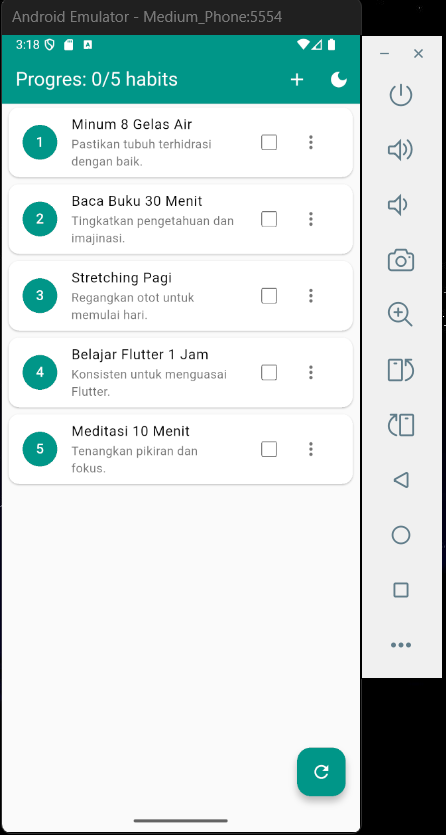 Android Emulator - Medium_Phone:5554
3:18
A
Progres: 0/5 habits
1
Minum 8 Gelas Air
Pastikan tubuh terhidrasi
dengan baik.
2
Baca Buku 30 Menit
Tingkatkan pengetahuan dan
imajinasi.
3
Stretching Pagi
Regangkan otot untuk
memulai hari.
4
Belajar Flutter 1 Jam
Konsisten untuk menguasai
Flutter.
5
Meditasi 10 Menit
Tenangkan pikiran dan
fokus.